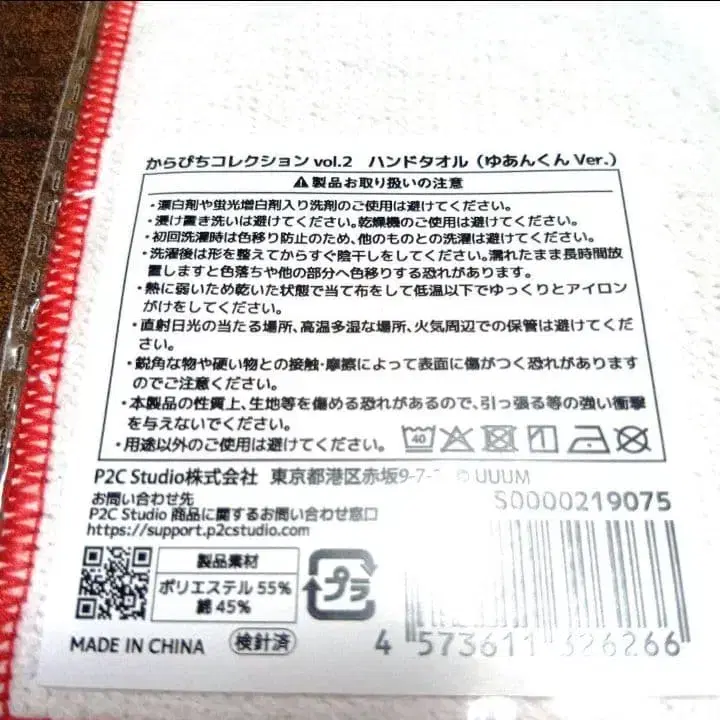 からぴちコレクション vol.2 ハンドタオル（ゆあんくん Ver.）
⚠製品お取り扱いの注意
・漂白剤や蛍光増白剤入り洗剤のご使用は避けてください。
・浸け置き洗いは避けてください。乾燥機のご使用は避けてください。
・初回洗濯時は色移り防止のため、他のものとの洗濯は避けてください。
・洗濯後は形を整えてからすぐ陰干しをしてください。濡れたまま長時間放
置しますと色落ちや他の部分へ色移りする恐れがあります。
・熱に弱いため乾いた状態で当て布をして低温以下でゆっくりとアイロン
がけをしてください。
・直射日光の当たる場所、高温多湿な場所、火気周辺での保管は避けてくだ
さい。
・鋭角な物や硬い物との接触・摩擦によって表面に傷がつく恐れがあります
のでご注意ください。
・本製品の性質上、生地等を傷める恐れがあるので、引っ張る等の強い衝撃
を与えないでください。
・用途以外のご使用は避けてください。
40
P2C Studio株式会社 東京都港区赤坂9-7- UUUM
お問い合わせ先
P2C Studio 商品に関するお問い合わせ窓口
https://support.p2cstudio.com
S0000219075
製品素材
ポリエステル 55%
綿 45%
プラ
MADE IN CHINA
検針済
4 573611 326266